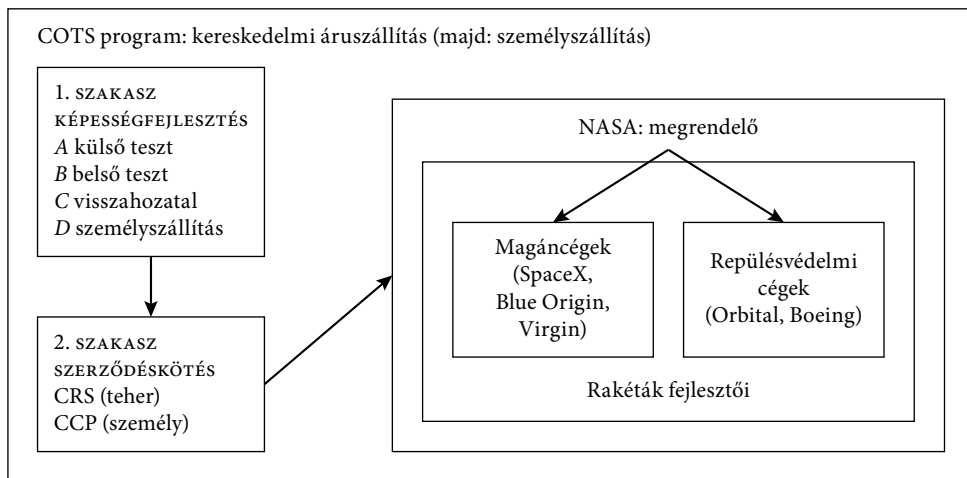 COTS program: kereskedelmi áruszállítás (majd: személyszállítás)
1. SZAKASZ
KÉPESSÉGFEJLESZTÉS
A külső teszt
B belső teszt
C visszahozatal
D személyszállítás
2. SZAKASZ
SZERZŐDÉSKÖTÉS
CRS (teher)
CCP (személy)
NASA: megrendelő
Magáncégek
(SpaceX,
Blue Origin,
Virgin)
Repülésvédelmi
cégek
(Orbital, Boeing)
Rakéták fejlesztői